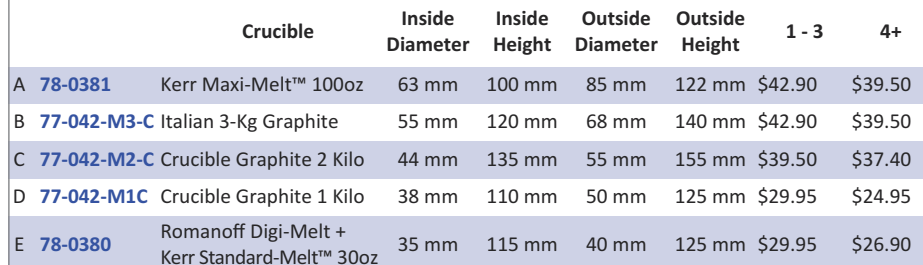 Crucible Inside Diameter Inside Height Outside Diameter Outside Height 1 - 3 4+
A 78-0381 Kerr Maxi-Melt™ 100oz 63 mm 100 mm 85 mm 122 mm $42.90 $39.50
B 77-042-M3-C Italian 3-Kg Graphite 55 mm 120 mm 68 mm 140 mm $42.90 $39.50
C 77-042-M2-C Crucible Graphite 2 Kilo 44 mm 135 mm 55 mm 155 mm $39.50 $37.40
D 77-042-M1C Crucible Graphite 1 Kilo 38 mm 110 mm 50 mm 125 mm $29.95 $24.95
E 78-0380 Romanoff Digi-Melt +
Kerr Standard-Melt™ 30oz 35 mm 115 mm 40 mm 125 mm $29.95 $26.90